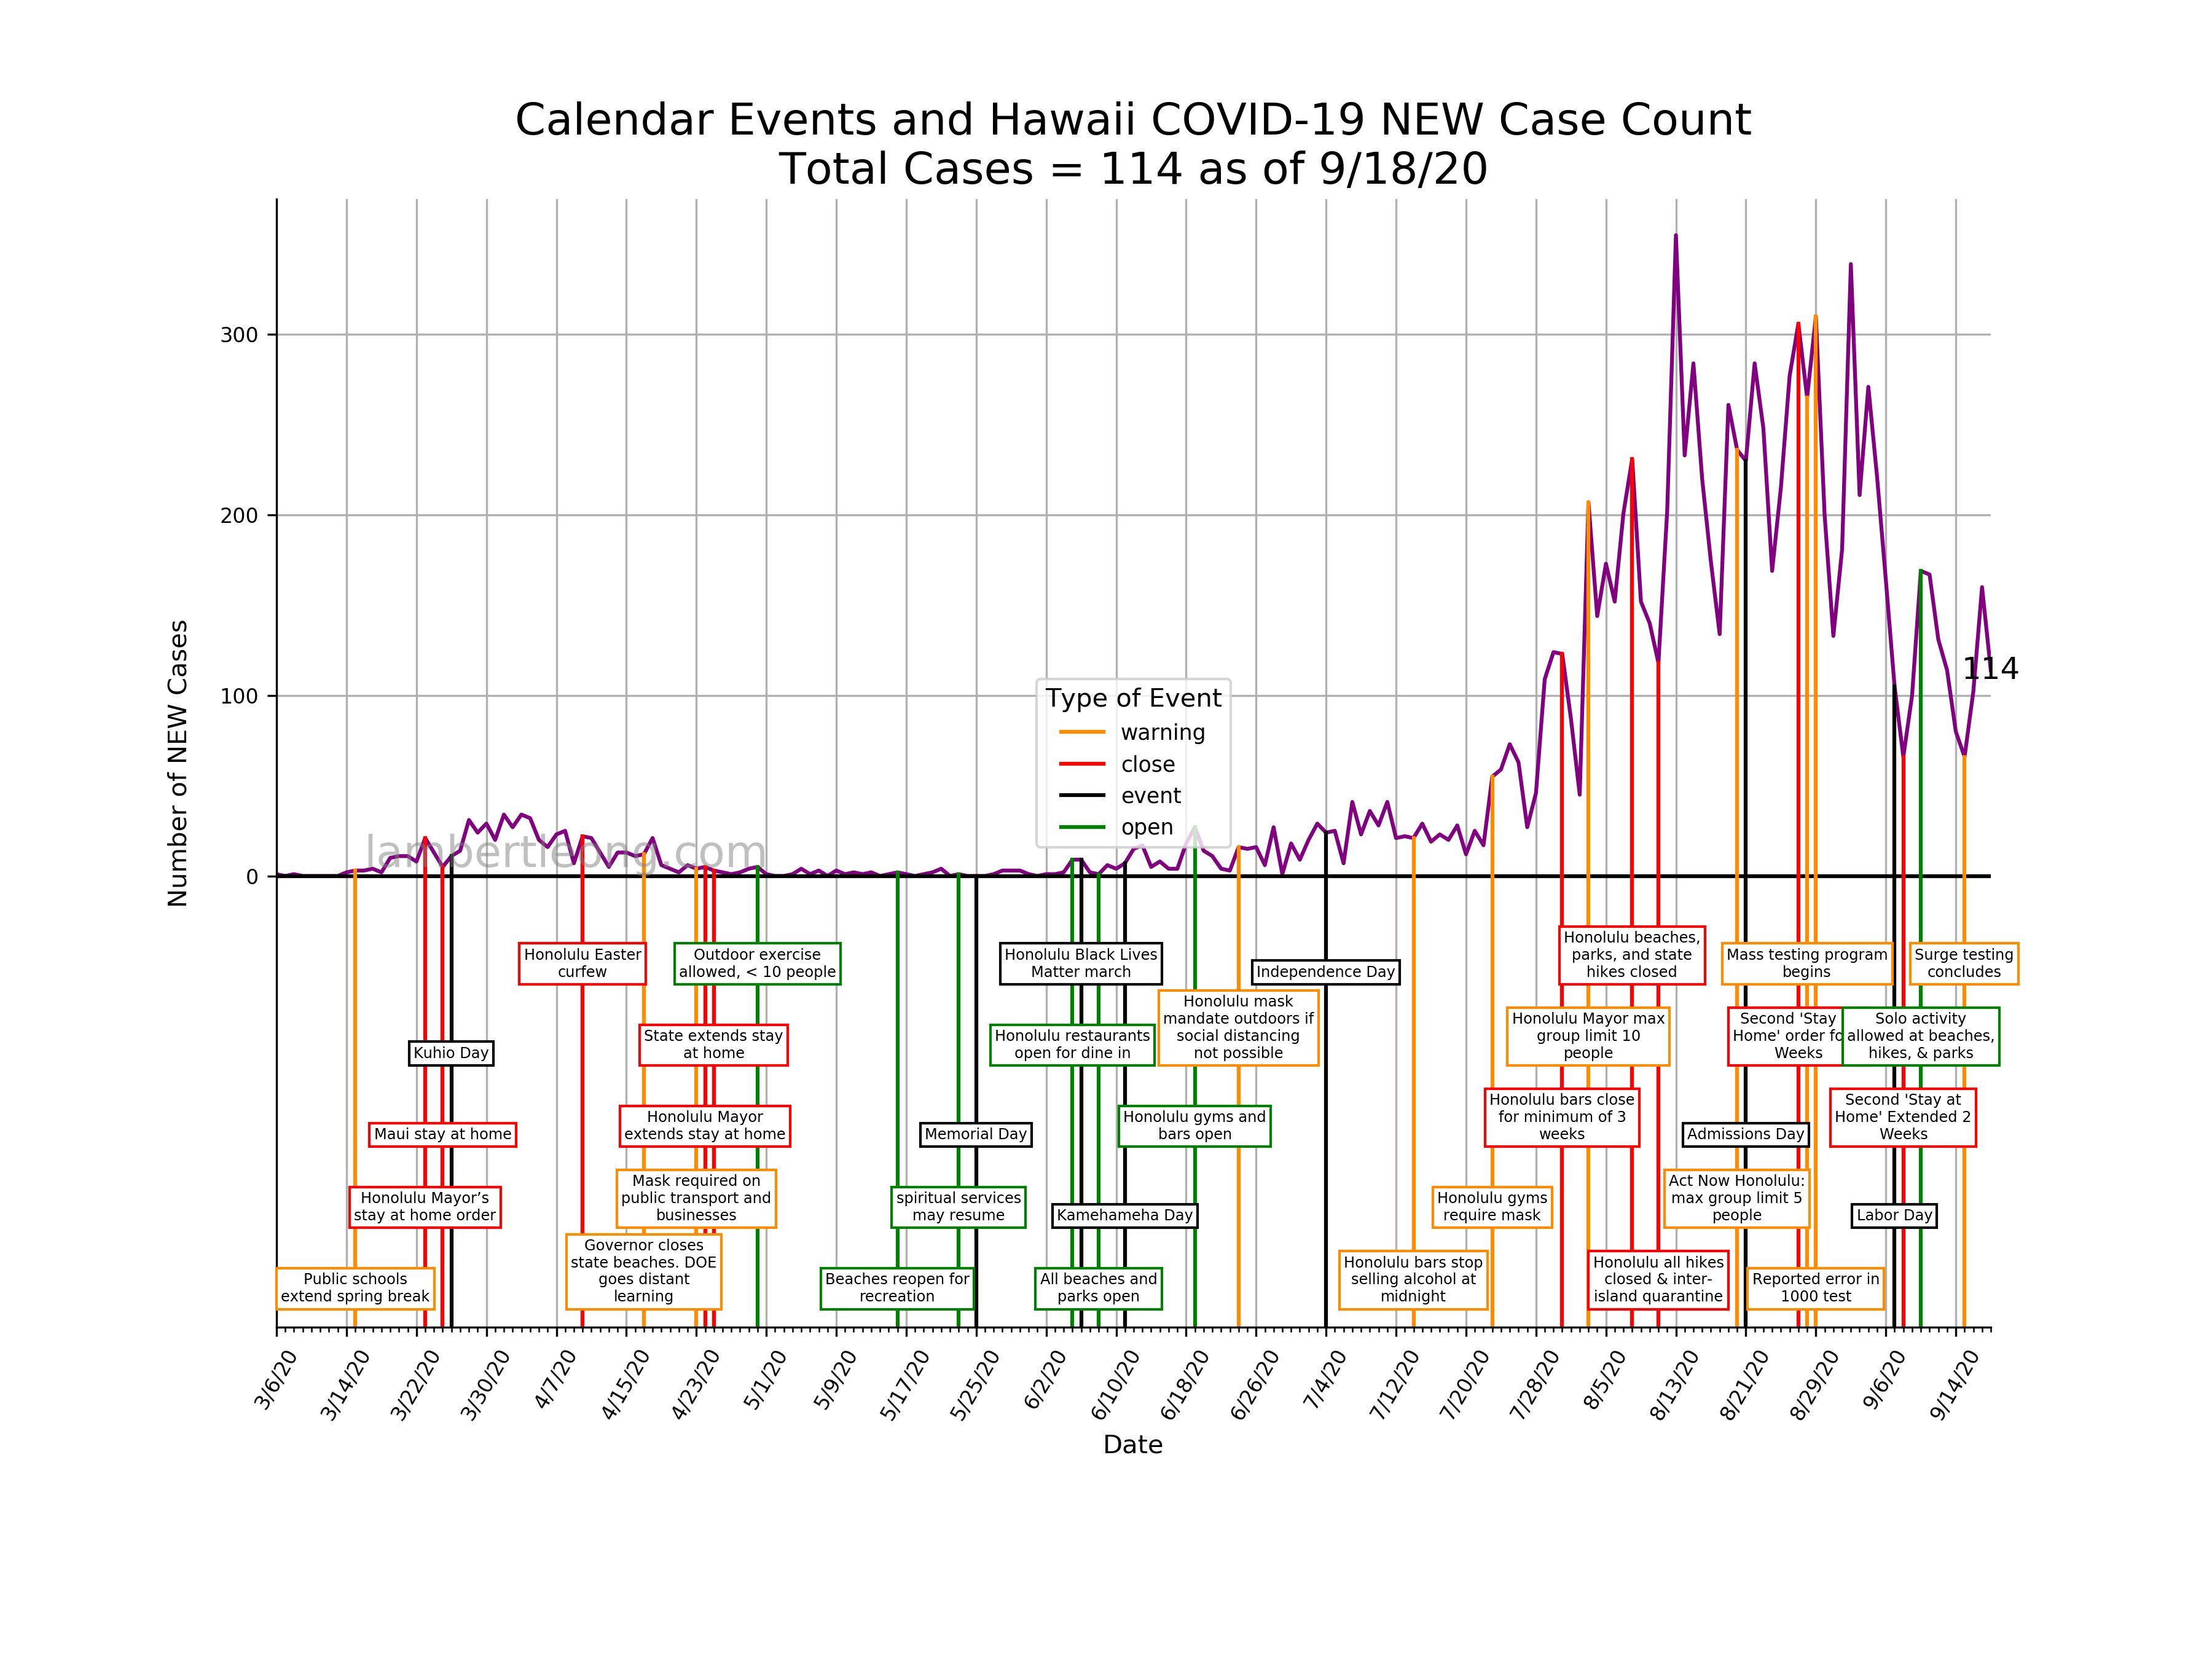 Calendar Events and Hawaii COVID-19 NEW Case Count
Total Cases = 114 as of 9/18/20
Number of NEW Cases
300
200
100
0
114
Type of Event
warning
close
event
open
lambertleong.com
Honolulu Easter
curfew
Outdoor exercise
allowed, < 10 people
Honolulu Black Lives
Matter march
Independence Day
Honolulu beaches,
parks, and state
hikes closed
Mass testing program
begins
Surge testing
concludes
Kuhio Day
State extends stay
at home
Honolulu restaurants
open for dine in
Honolulu mask
mandate outdoors if
social distancing
not possible
Honolulu Mayor max
group limit 10
people
Second 'Stay
Home' order
Weeks
Solo activity
allowed at beaches,
hikes, & parks
Maui stay at home
Honolulu Mayor
extends stay at home
Memorial Day
Honolulu gyms and
bars open
Honolulu bars close
for minimum of 3
weeks
Admissions Day
Second 'Stay at
Home' Extended 2
Weeks
Honolulu Mayor’s
stay at home order
Mask required on
public transport and
businesses
spiritual services
may resume
Kamehameha Day
Honolulu gyms
require mask
Act Now Honolulu:
max group limit 5
people
Labor Day
Public schools
extend spring break
Governor closes
state beaches. DOE
goes distant
learning
Beaches reopen for
recreation
All beaches and
parks open
Honolulu bars stop
selling alcohol at
midnight
Honolulu all hikes
closed & inter-
island quarantine
Reported error in
1000 test
3/6/20
3/14/20
3/22/20
3/30/20
4/7/20
4/15/20
4/23/20
5/1/20
5/9/20
5/17/20
5/25/20
6/2/20
6/10/20
6/18/20
6/26/20
7/4/20
7/12/20
7/20/20
7/28/20
8/5/20
8/13/20
8/21/20
8/29/20
9/6/20
9/14/20
Date